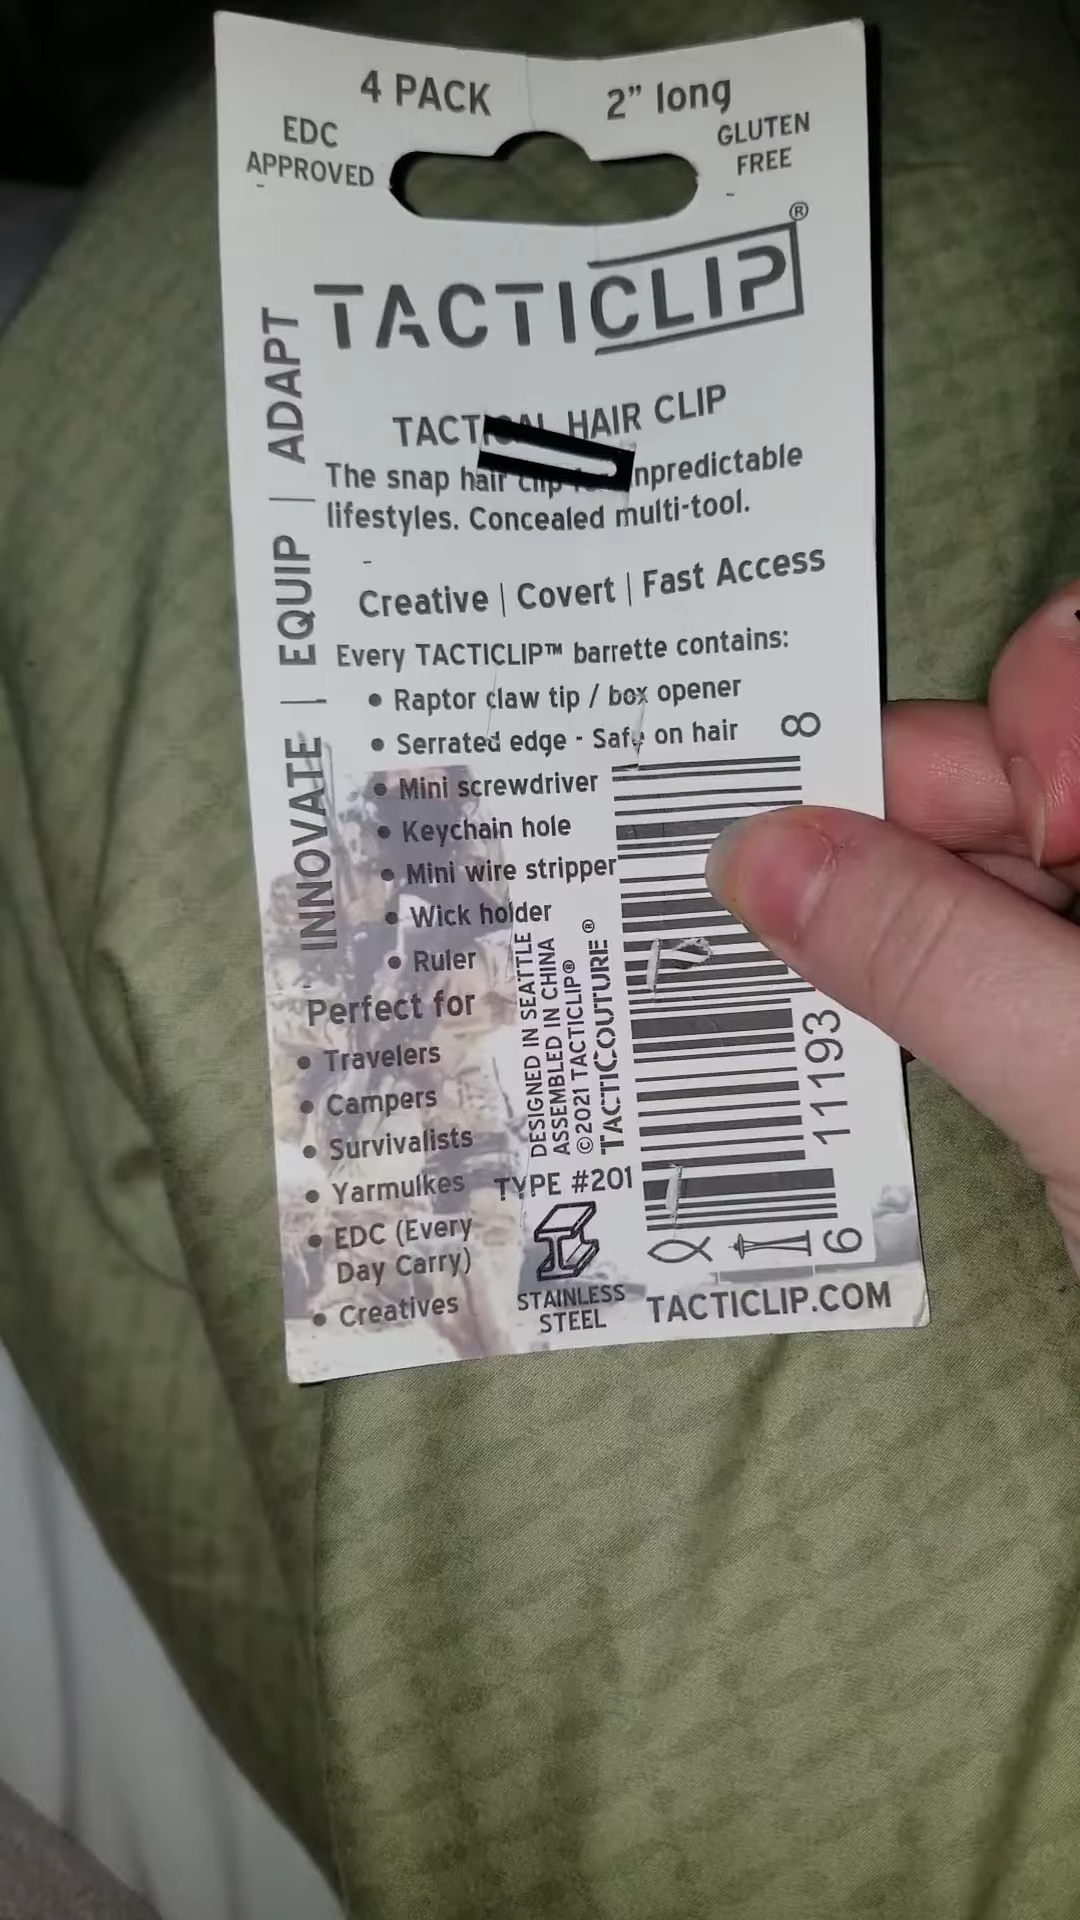 4 PACK
2” long
EDC
APPROVED
GLUTEN
FREE
TACTICLIP®
HAIR CLIP
The snap hair
lifestyles. Concealed multi-tool.
Creative | Covert | Fast Access
Every TACTICLIP™ barrette contains:
• Raptor claw tip / box opener
• Serrated edge - Safe on hair
• Mini screwdriver
• Keychain hole
• Mini wire stripper
• Wick holder
• Ruler
Perfect for
• Travelers
• Campers
• Survivalists
• Yarmulkes
• EDC (Every
Day Carry)
• Creatives
INNOVATE | EQUIP | ADAPT
DESIGNED IN SEATTLE
ASSEMBLED IN CHINA
©2021 TACTICLIP®
TACTICOUTURE®
TYPE #201
STAINLESS
STEEL
6 11193
8
TACTICLIP.COM